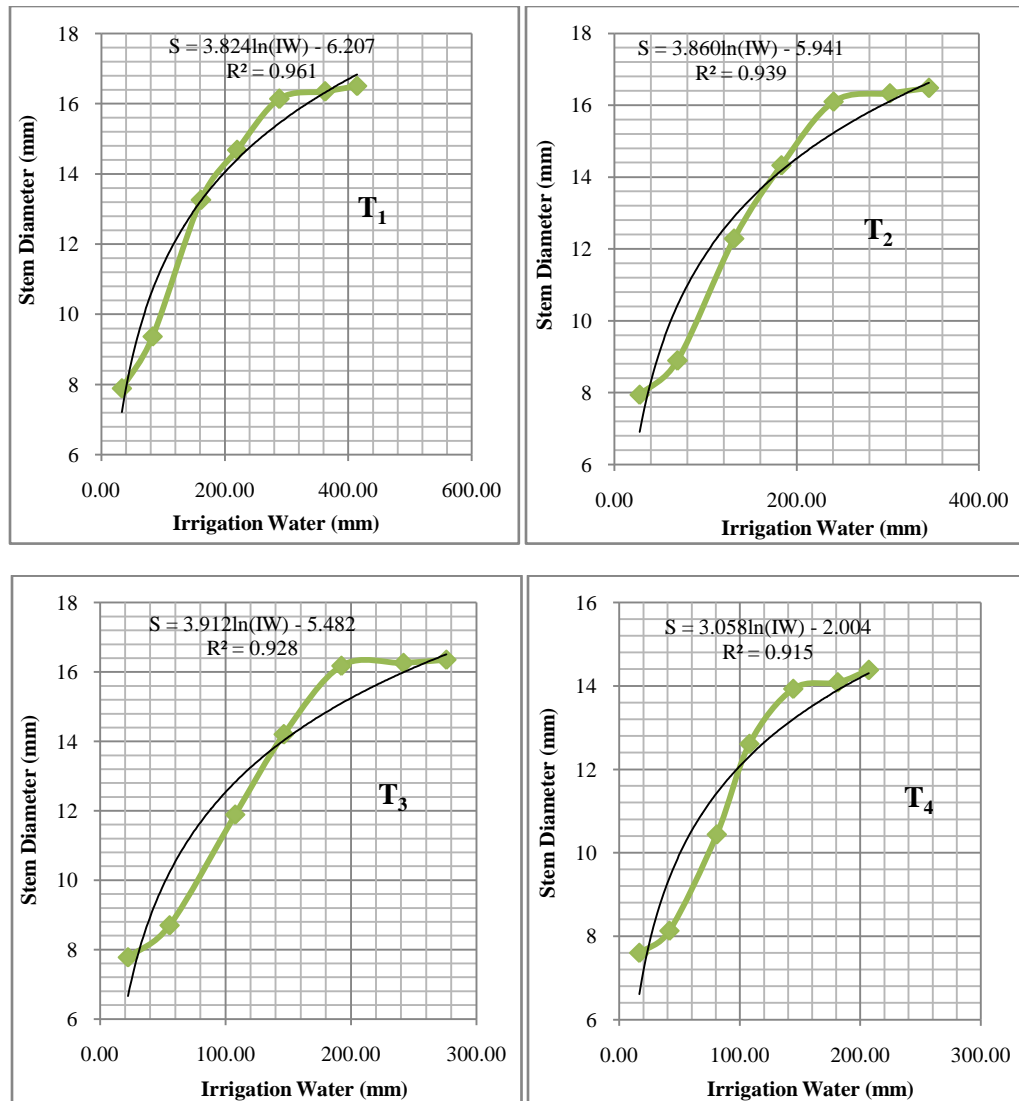 S = 3.824ln(IW) - 6.207
R² = 0.961
18
16
14
12
10
8
6
Stem Diameter (mm)
T₁
0.00 200.00 400.00 600.00
Irrigation Water (mm)
S = 3.860ln(IW) - 5.941
R² = 0.939
18
16
14
12
10
8
6
Stem Diameter (mm)
T₂
0.00 200.00 400.00
Irrigation Water (mm)
S = 3.912ln(IW) - 5.482
R² = 0.928
18
16
14
12
10
8
6
Stem Diameter (mm)
T₃
0.00 100.00 200.00 300.00
Irrigation Water (mm)
S = 3.058ln(IW) - 2.004
R² = 0.915
16
14
12
10
8
6
Stem Diameter (mm)
T₄
0.00 100.00 200.00 300.00
Irrigation Water (mm)